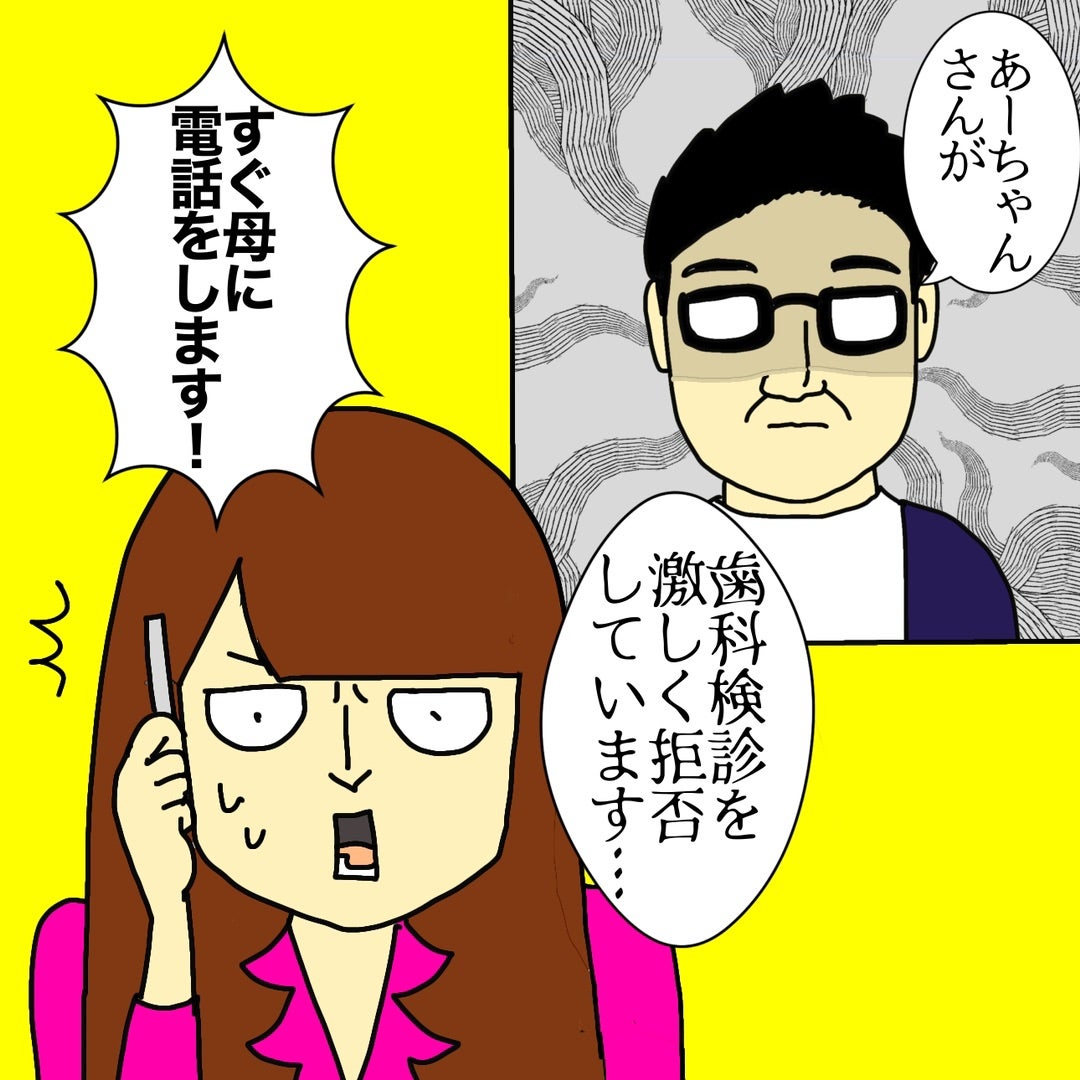 あーちゃん
さんが
歯科検診を
激しく拒否
しています…
すぐ母に
電話をします！